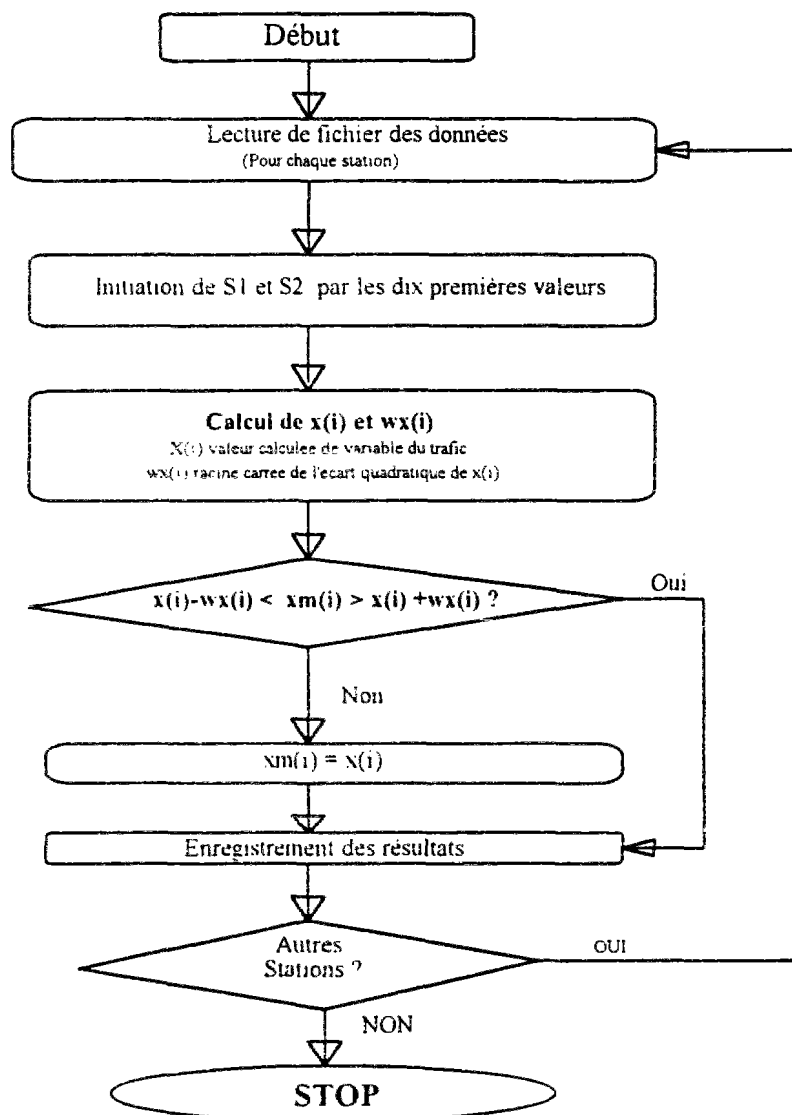 Début
Lecture de fichier des données
(Pour chaque station)
Initiation de S1 et S2 par les dix premières valeurs
Calcul de x(i) et wx(i)
X(i) valeur calculee de variable du trafic
wx(i) racine carree de l'ecart quadratique de x(i)
x(i)-wx(i) < xm(i) > x(i) +wx(i) ?
Oui
Non
xm(i) = x(i)
Enregistrement des résultats
Autres
Stations ?
OUI
NON
STOP